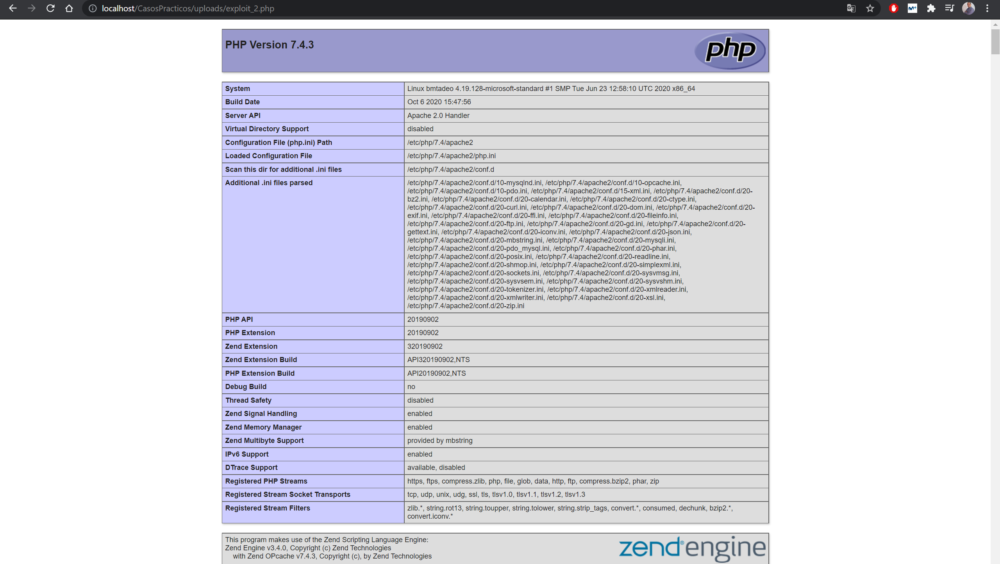 localhost/CasosPracticos/uploads/exploit_2.php
PHP Version 7.4.3
php
System Linux bmtadeo 4.19.128-microsoft-standard #1 SMP Tue Jun 23 12:58:10 UTC 2020 x86_64
Build Date Oct 6 2020 15:47:56
Server API Apache 2.0 Handler
Virtual Directory Support disabled
Configuration File (php.ini) Path /etc/php/7.4/apache2
Loaded Configuration File /etc/php/7.4/apache2/php.ini
Scan this dir for additional .ini files /etc/php/7.4/apache2/conf.d
Additional .ini files parsed /etc/php/7.4/apache2/conf.d/10-mysqlnd.ini, /etc/php/7.4/apache2/conf.d/10-opcache.ini,
/etc/php/7.4/apache2/conf.d/10-pdo.ini, /etc/php/7.4/apache2/conf.d/15-xml.ini, /etc/php/7.4/apache2/conf.d/20-
bz2.ini, /etc/php/7.4/apache2/conf.d/20-calendar.ini, /etc/php/7.4/apache2/conf.d/20-ctype.ini,
/etc/php/7.4/apache2/conf.d/20-curl.ini, /etc/php/7.4/apache2/conf.d/20-dom.ini, /etc/php/7.4/apache2/conf.d/20-
exif.ini, /etc/php/7.4/apache2/conf.d/20-ffi.ini, /etc/php/7.4/apache2/conf.d/20-fileinfo.ini,
/etc/php/7.4/apache2/conf.d/20-ftp.ini, /etc/php/7.4/apache2/conf.d/20-gd.ini, /etc/php/7.4/apache2/conf.d/20-
gettext.ini, /etc/php/7.4/apache2/conf.d/20-iconv.ini, /etc/php/7.4/apache2/conf.d/20-json.ini,
/etc/php/7.4/apache2/conf.d/20-mbstring.ini, /etc/php/7.4/apache2/conf.d/20-mysqli.ini,
/etc/php/7.4/apache2/conf.d/20-pdo_mysql.ini, /etc/php/7.4/apache2/conf.d/20-phar.ini,
/etc/php/7.4/apache2/conf.d/20-posix.ini, /etc/php/7.4/apache2/conf.d/20-readline.ini,
/etc/php/7.4/apache2/conf.d/20-shmop.ini, /etc/php/7.4/apache2/conf.d/20-simplexml.ini,
/etc/php/7.4/apache2/conf.d/20-sockets.ini, /etc/php/7.4/apache2/conf.d/20-sysvmsg.ini,
/etc/php/7.4/apache2/conf.d/20-sysvsem.ini, /etc/php/7.4/apache2/conf.d/20-sysvshm.ini,
/etc/php/7.4/apache2/conf.d/20-tokenizer.ini, /etc/php/7.4/apache2/conf.d/20-xmlreader.ini,
/etc/php/7.4/apache2/conf.d/20-xmlwriter.ini, /etc/php/7.4/apache2/conf.d/20-xsl.ini,
/etc/php/7.4/apache2/conf.d/20-zip.ini
PHP API 20190902
PHP Extension 20190902
Zend Extension 320190902
Zend Extension Build API320190902,NTS
PHP Extension Build API20190902,NTS
Debug Build no
Thread Safety disabled
Zend Signal Handling enabled
Zend Memory Manager enabled
Zend Multibyte Support provided by mbstring
IPv6 Support enabled
DTrace Support available, disabled
Registered PHP Streams https, ftps, compress.zlib, php, file, glob, data, http, ftp, compress.bzip2, phar, zip
Registered Stream Socket Transports tcp, udp, unix, udg, ssl, tls, tlsv1.0, tlsv1.1, tlsv1.2, tlsv1.3
Registered Stream Filters zlib.*, string.rot13, string.toupper, string.tolower, string.strip_tags, convert.*, consumed, dechunk, bzip2.*,
convert.iconv.*
This program makes use of the Zend Scripting Language Engine:
Zend Engine v3.4.0, Copyright (c) Zend Technologies
with Zend OPcache v7.4.3, Copyright (c), by Zend Technologies
zend® engine